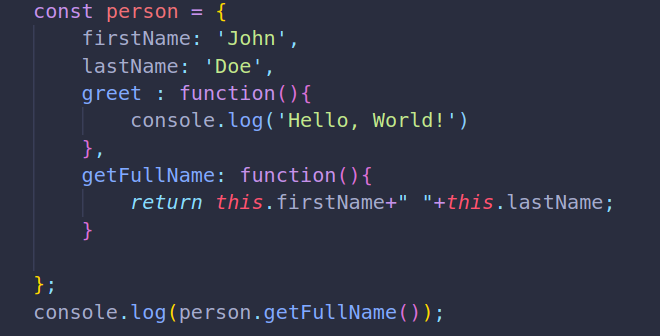 const person = {
    firstName: 'John',
    lastName: 'Doe',
    greet : function(){
        console.log('Hello, World!')
    },
    getFullName: function(){
        return this.firstName+" "+this.lastName;
    }

};
console.log(person.getFullName());